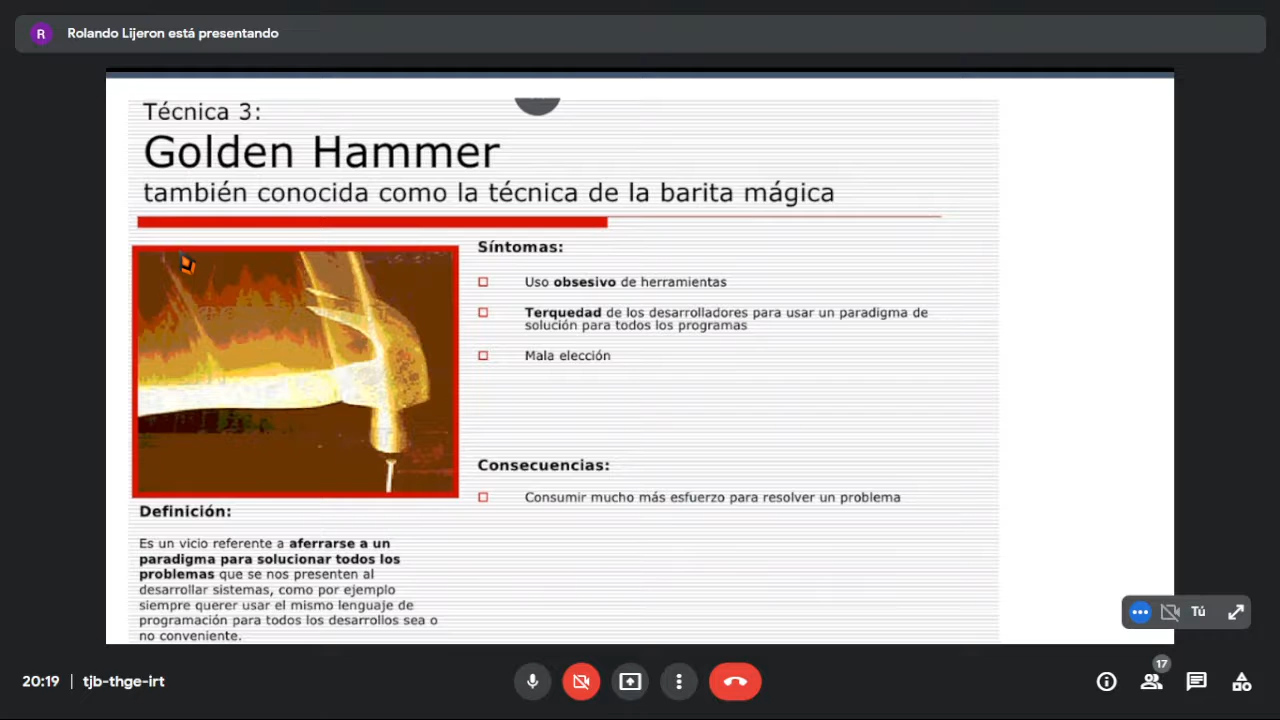 R Rolando Lijeron está presentando
Técnica 3:
Golden Hammer
también conocida como la técnica de la barita mágica
Síntomas:
Uso obsesivo de herramientas
Terquedad de los desarrolladores para usar un paradigma de
solución para todos los programas
Mala elección
Consecuencias:
Consumir mucho más esfuerzo para resolver un problema
Definición:
Es un vicio referente a aferrarse a un
paradigma para solucionar todos los
problemas que se nos presenten al
desarrollar sistemas, como por ejemplo
siempre querer usar el mismo lenguaje de
programación para todos los desarrollos sea o
no conveniente.
Tú
20:19 | tjb-thge-irt
17